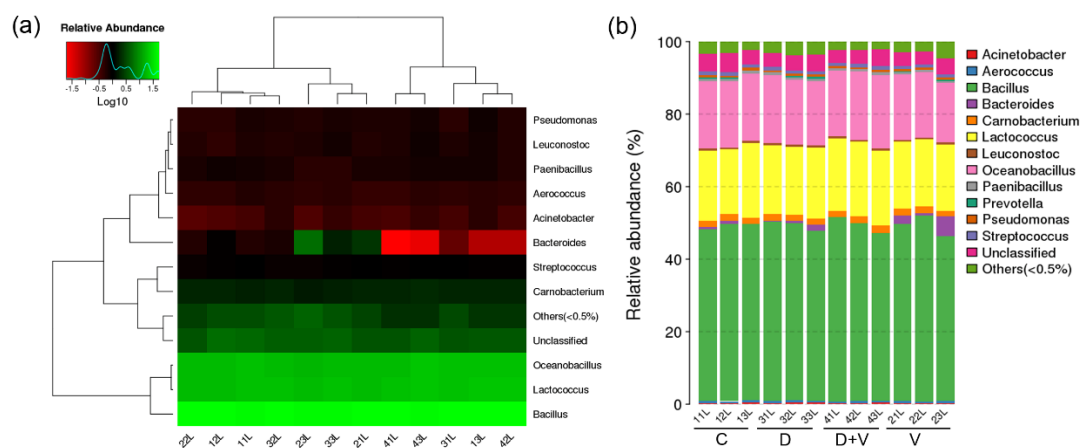 (a)
Relative Abundance
-1.5 -0.5 0.5 1.5
Log10
Pseudomonas
Leuconostoc
Paenibacillus
Aerococcus
Acinetobacter
Bacteroides
Streptococcus
Carnobacterium
Others(<0.5%)
Unclassified
Oceanobacillus
Lactococcus
Bacillus
22L 12L 11L 32L 23L 33L 21L 41L 43L 31L 13L 42L
(b)
Relative abundance (%)
100
80
60
40
20
0
11L 12L 13L 31L 32L 33L 41L 42L 43L 21L 22L 23L
C D D+V V
Acinetobacter
Aerococcus
Bacillus
Bacteroides
Carnobacterium
Lactococcus
Leuconostoc
Oceanobacillus
Paenibacillus
Prevotella
Pseudomonas
Streptococcus
Unclassified
Others(<0.5%)